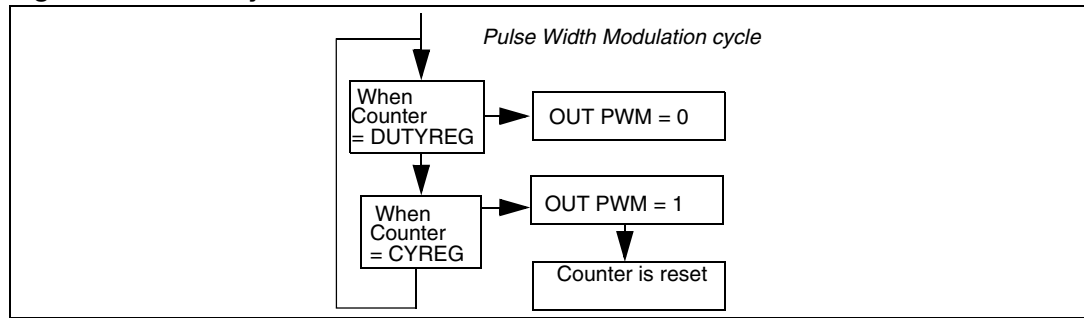 Pulse Width Modulation cycle
When
Counter
= DUTYREG
OUT PWM = 0
When
Counter
= CYREG
OUT PWM = 1
Counter is reset